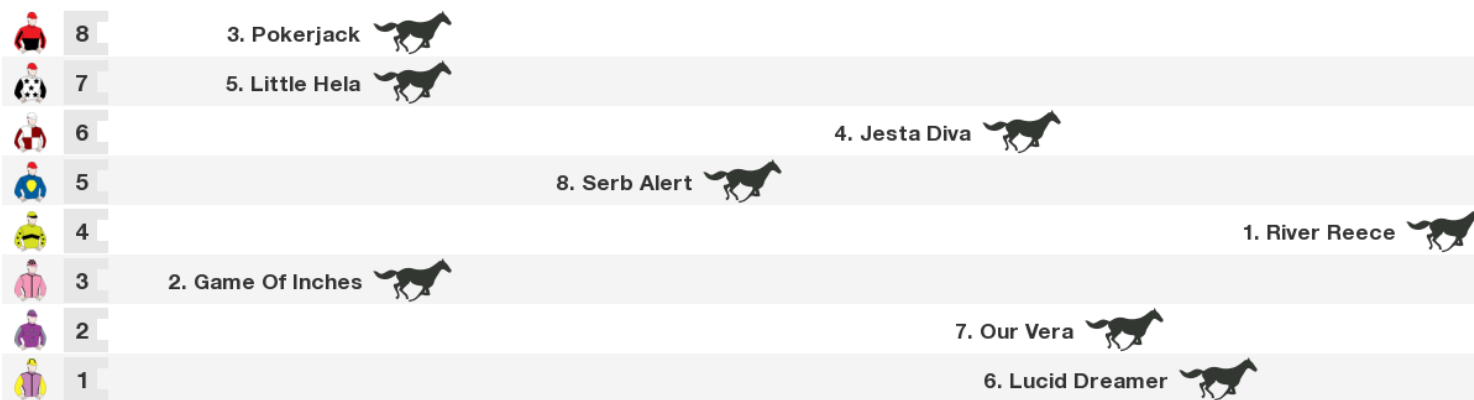 8 3. Pokerjack
7 5. Little Hela
6 4. Jesta Diva
5 8. Serb Alert
4 1. River Reece
3 2. Game Of Inches
2 7. Our Vera
1 6. Lucid Dreamer